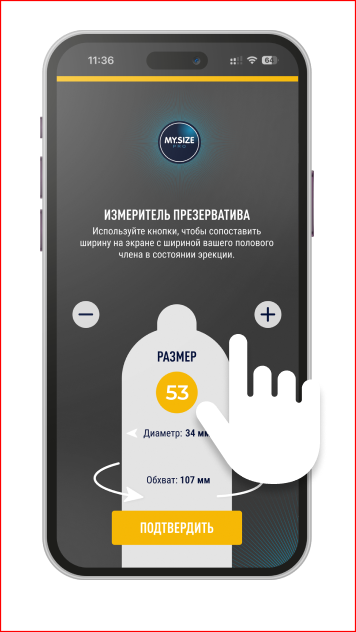 11:36
64
MY.SIZE
PRO
ИЗМЕРИТЕЛЬ ПРЕЗЕРВАТИВА
Используйте кнопки, чтобы сопоставить
ширину на экране с шириной вашего полового
члена в состоянии эрекции.
РАЗМЕР
53
Диаметр: 34 мм
Обхват: 107 мм
ПОДТВЕРДИТЬ